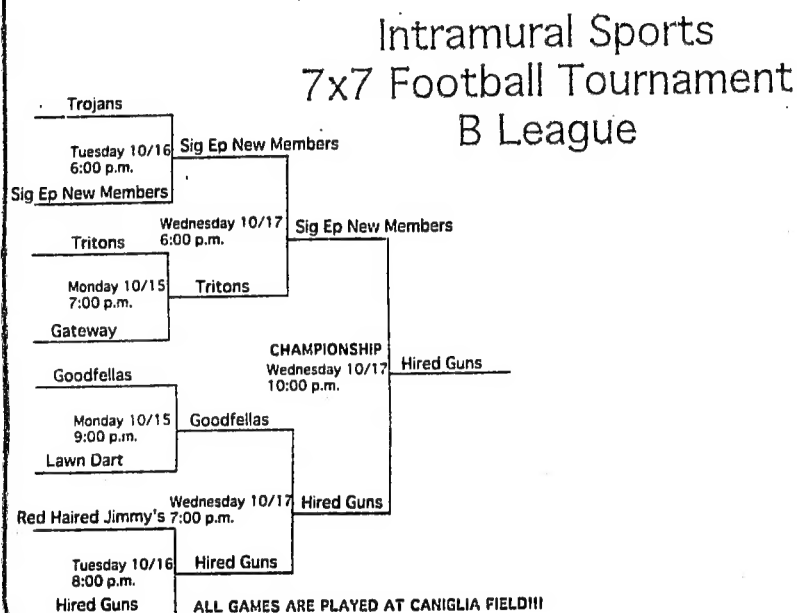 Intramural Sports
7x7 Football Tournament
B League
Trojans
Tuesday 10/16
6:00 p.m.
Sig Ep New Members
Sig Ep New Members
Wednesday 10/17
6:00 p.m.
Sig Ep New Members
Tritons
Monday 10/15
7:00 p.m.
Tritons
Gateway
CHAMPIONSHIP
Wednesday 10/17
10:00 p.m.
Hired Guns
Goodfellas
Monday 10/15
9:00 p.m.
Goodfellas
Lawn Dart
Wednesday 10/17
7:00 p.m.
Hired Guns
Red Haired Jimmy's
Tuesday 10/16
8:00 p.m.
Hired Guns
Hired Guns
ALL GAMES ARE PLAYED AT CANIGLIA FIELD!!!